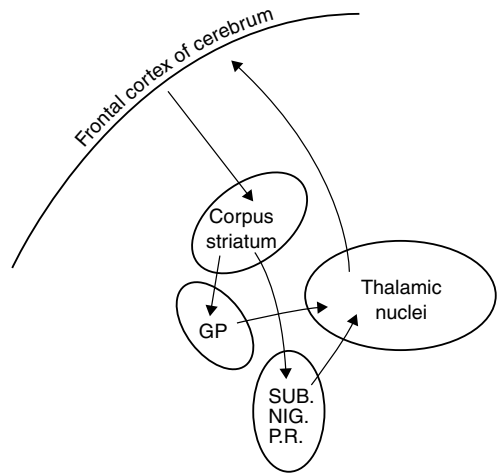 Frontal cortex of cerebrum
Corpus
striatum
Thalamic
nuclei
GP
SUB.
NIG.
P.R.